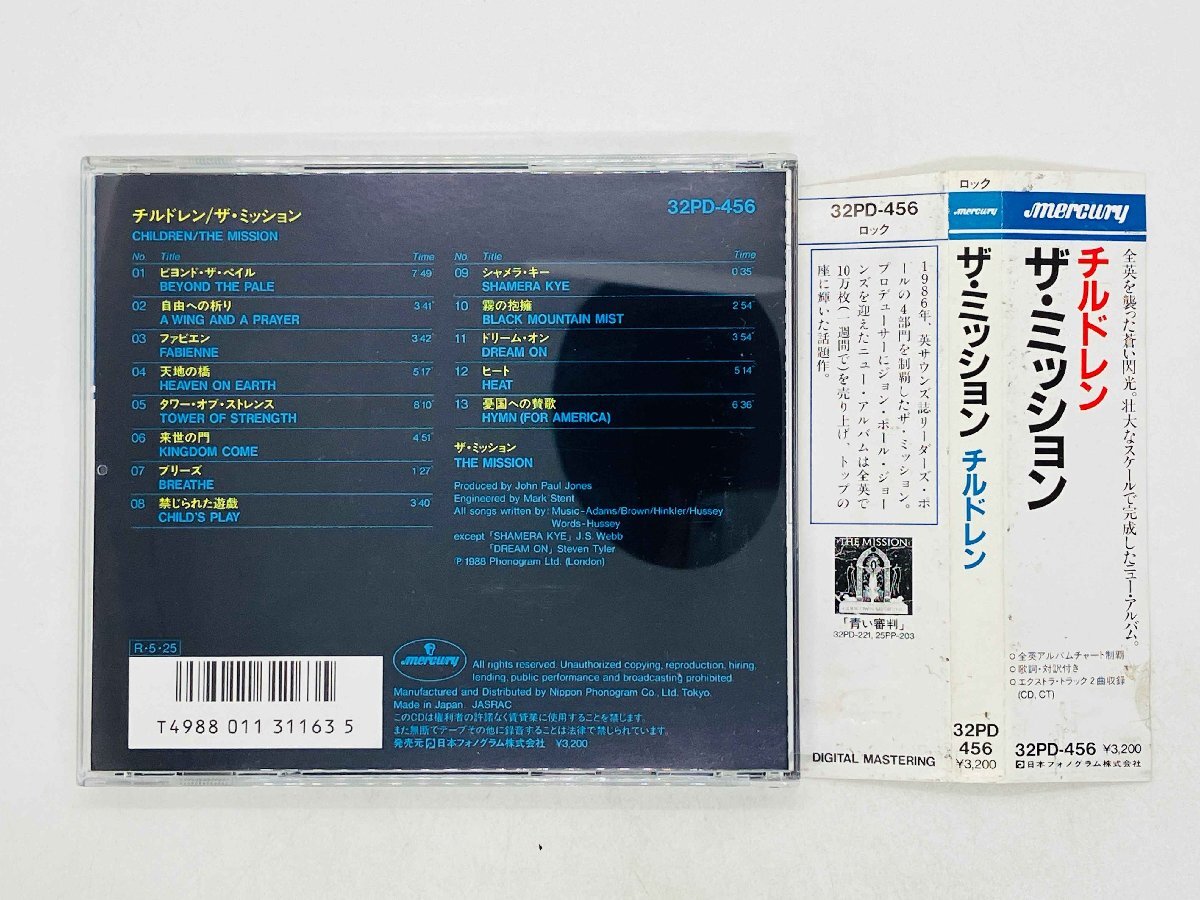 チルドレン/ザ・ミッション
CHILDREN/THE MISSION
32PD-456
No. Title Time
01 ビヨンド・ザ・ペイル 7'49"
BEYOND THE PALE
02 自由への祈り 3'41"
A WING AND A PRAYER
03 ファビエン 3'42"
FABIENNE
04 天地の橋 5'17"
HEAVEN ON EARTH
05 タワー・オブ・ストレンス 8'10"
TOWER OF STRENGTH
06 来世の門 4'51"
KINGDOM COME
07 ブリーズ 1'27"
BREATHE
08 禁じられた遊戯 3'40"
CHILD'S PLAY
No. Title Time
09 シャメラ・キー 0'35"
SHAMERA KYE
10 霧の抱擁 2'54"
BLACK MOUNTAIN MIST
11 ドリーム・オン 3'54"
DREAM ON
12 ヒート 5'14"
HEAT
13 憂国への賛歌 6'36"
HYMN (FOR AMERICA)
ザ・ミッション
THE MISSION
Produced by John Paul Jones
Engineered by Mark Stent
All songs written by: Music-Adams/Brown/Hinkler/Hussey
Words-Hussey
except「SHAMERA KYE」J.S. Webb
「DREAM ON」Steven Tyler
Ⓟ1988 Phonogram Ltd. (London)
R・5・25
T4988 011 31163 5
mercury
All rights reserved. Unauthorized copying, reproduction, hiring,
lending, public performance and broadcasting prohibited.
Manufactured and Distributed by Nippon Phonogram Co., Ltd. Tokyo.
Made in Japan. JASRAC
このCDは権利者の許諾なく賃貸業に使用することを禁じます。
また無断でテープその他に録音することは法律で禁じられています。
発売元 日本フォノグラム株式会社 ¥3,200
32PD-456
ロック
1986年、英サウンズ誌リーダーズ・ポ
ールの4部門を制覇したザ・ミッション。
プロデューサーにジョン・ポール・ジョー
ンズを迎えたニュー・アルバムは全英で
10万枚(一週間で)を売り上げ、トップの
座に輝いた話題作。
THE MISSION
「青い審判」
32PD-221, 25PP-203
DIGITAL MASTERING
ロック
mercury
ザ・ミッション チルドレン
32PD
456
¥3,200
mercury
全英を襲った蒼い閃光。壮大なスケールで完成したニュー・アルバム。
チルドレン
ザ・ミッション
○全英アルバムチャート制覇
○歌詞・対訳付き
○エクストラ・トラック2曲収録
(CD, CT)
32PD-456 ¥3,200
日本フォノグラム株式会社